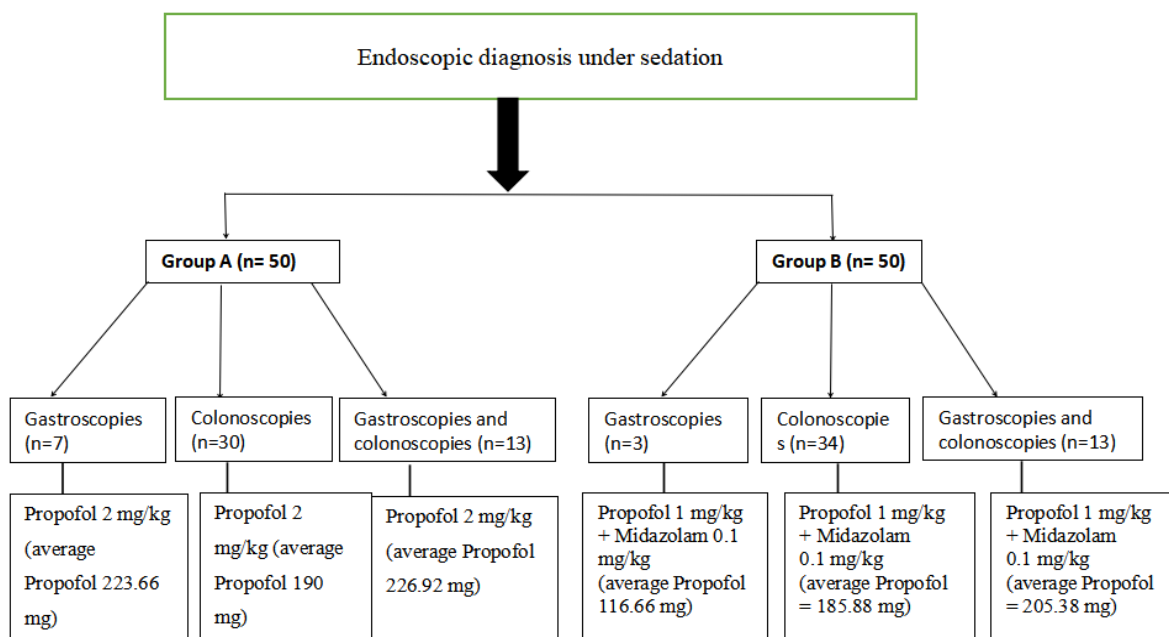 Endoscopic diagnosis under sedation
Group A (n= 50)
Group B (n= 50)
Gastroscopies
(n=7)
Colonoscopies
(n=30)
Gastroscopies and
colonoscopies (n=13)
Gastroscopies
(n=3)
Colonoscopie
s (n=34)
Gastroscopies and
colonoscopies (n=13)
Propofol 2 mg/kg
(average
Propofol 223.66
mg)
Propofol 2
mg/kg (average
Propofol 190
mg)
Propofol 2 mg/kg
(average Propofol
226.92 mg)
Propofol 1 mg/kg
+ Midazolam 0.1
mg/kg
(average Propofol
116.66 mg)
Propofol 1 mg/kg
+ Midazolam
0.1 mg/kg
(average Propofol
= 185.88 mg)
Propofol 1 mg/kg
+ Midazolam
0.1 mg/kg
(average Propofol
= 205.38 mg)